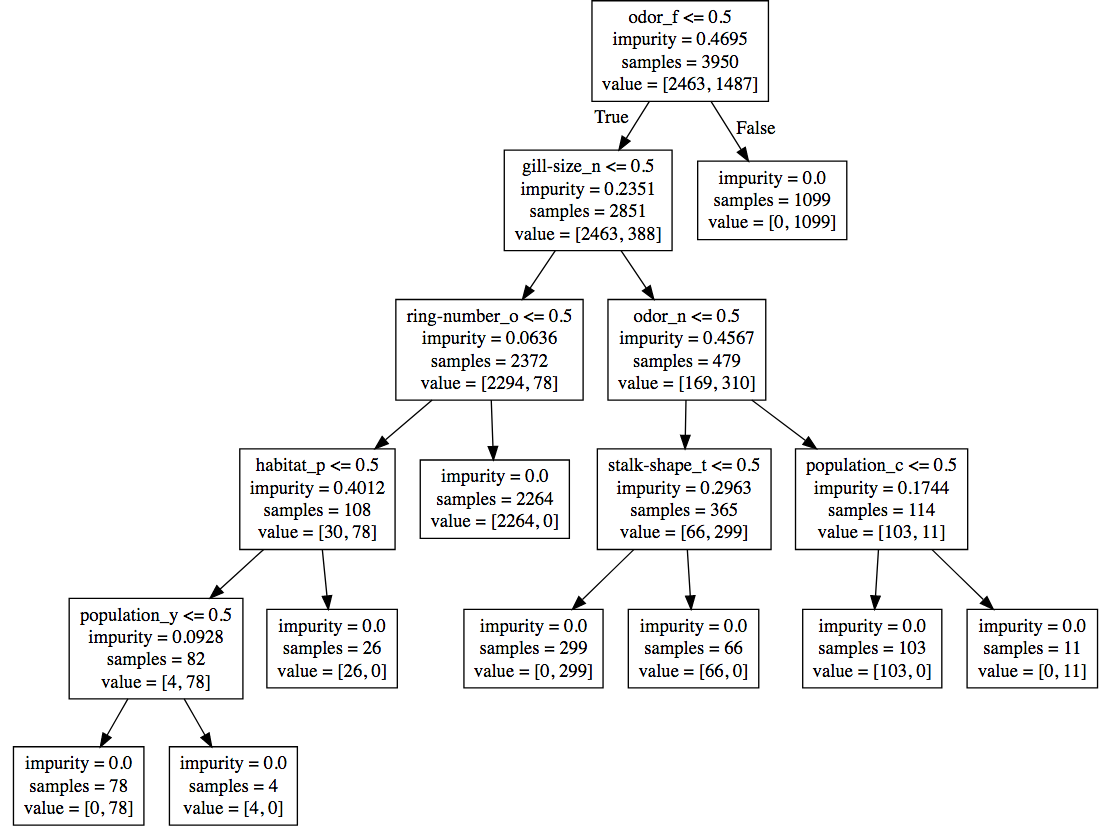 odor_f <= 0.5
impurity = 0.4695
samples = 3950
value = [2463, 1487]
True
False
gill-size_n <= 0.5
impurity = 0.2351
samples = 2851
value = [2463, 388]
impurity = 0.0
samples = 1099
value = [0, 1099]
ring-number_o <= 0.5
impurity = 0.0636
samples = 2372
value = [2294, 78]
odor_n <= 0.5
impurity = 0.4567
samples = 479
value = [169, 310]
habitat_p <= 0.5
impurity = 0.4012
samples = 108
value = [30, 78]
impurity = 0.0
samples = 2264
value = [2264, 0]
stalk-shape_t <= 0.5
impurity = 0.2963
samples = 365
value = [66, 299]
population_c <= 0.5
impurity = 0.1744
samples = 114
value = [103, 11]
population_y <= 0.5
impurity = 0.0928
samples = 82
value = [4, 78]
impurity = 0.0
samples = 26
value = [26, 0]
impurity = 0.0
samples = 299
value = [0, 299]
impurity = 0.0
samples = 66
value = [66, 0]
impurity = 0.0
samples = 103
value = [103, 0]
impurity = 0.0
samples = 11
value = [0, 11]
impurity = 0.0
samples = 78
value = [0, 78]
impurity = 0.0
samples = 4
value = [4, 0]